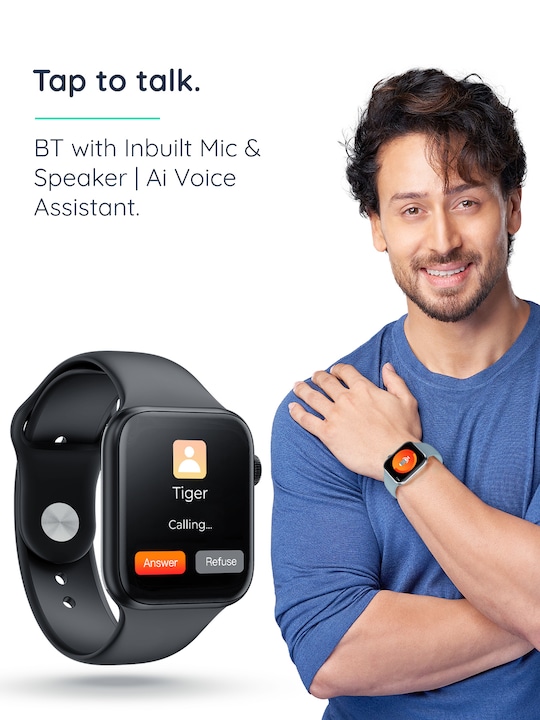 Tap to talk.
BT with Inbuilt Mic &
Speaker | Ai Voice
Assistant.
Tiger
Calling...
Answer Refuse